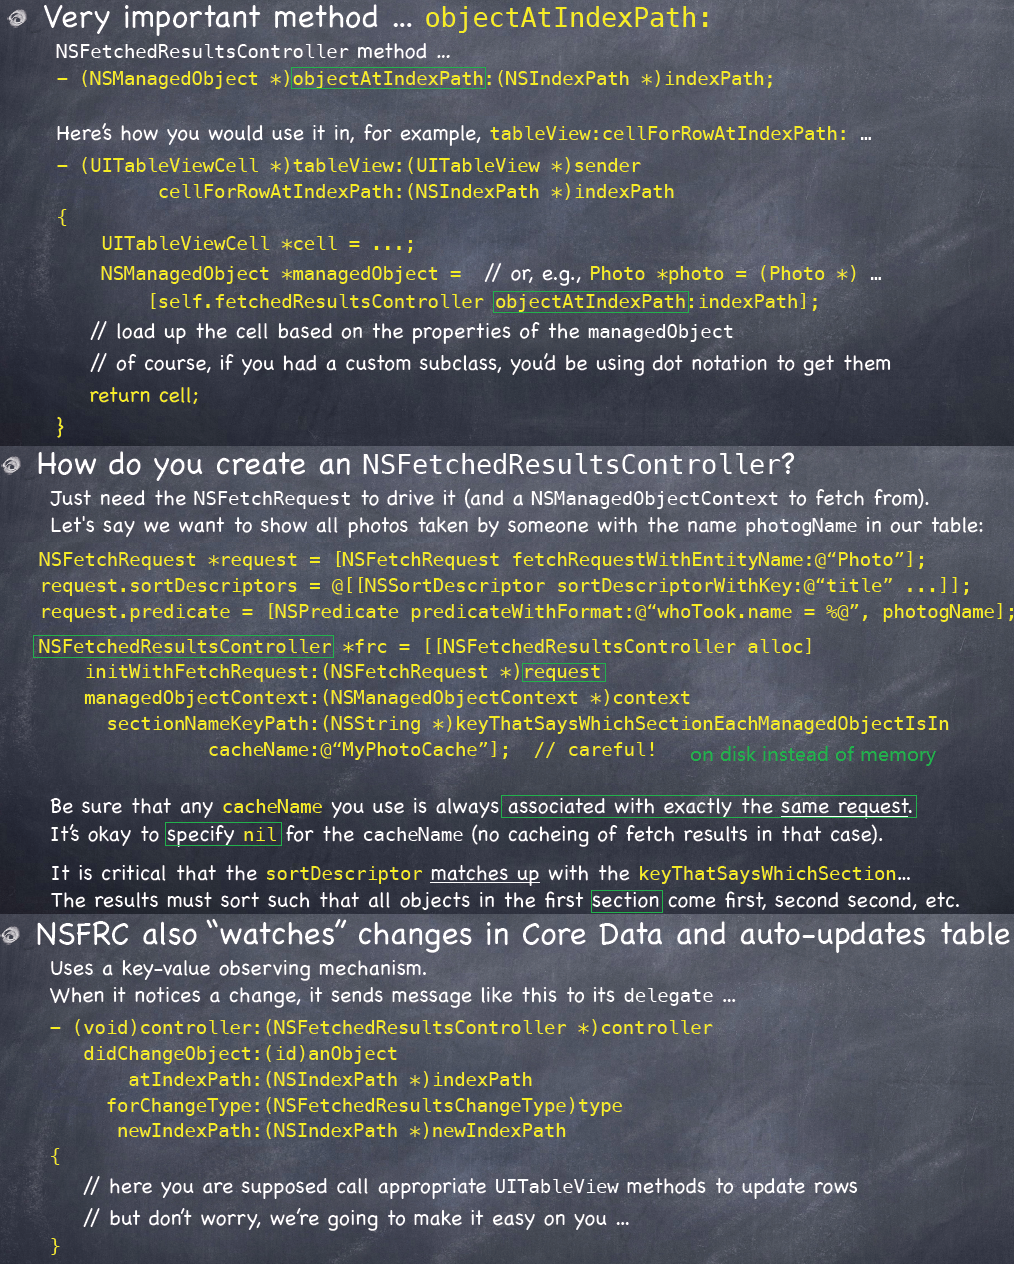 Very important method ... objectAtIndexPath:
NSFetchedResultsController method ...
- (NSManagedObject *)objectAtIndexPath:(NSIndexPath *)indexPath;
Here's how you would use it in, for example, tableView:cellForRowAtIndexPath: ...
- (UITableViewCell *)tableView:(UITableView *)sender
cellForRowAtIndexPath:(NSIndexPath *)indexPath
{
UITableViewCell *cell = ...;
NSManagedObject *managedObject = // or, e.g., Photo *photo = (Photo *) ...
[self.fetchedResultsController objectAtIndexPath:indexPath];
// load up the cell based on the properties of the managedObject
// of course, if you had a custom subclass, you'd be using dot notation to get them
return cell;
}
How do you create an NSFetchedResultsController?
Just need the NSFetchRequest to drive it (and a NSManagedObjectContext to fetch from).
Let's say we want to show all photos taken by someone with the name photogName in our table:
NSFetchRequest *request = [NSFetchRequest fetchRequestWithEntityName:@“Photo”];
request.sortDescriptors = @[[NSSortDescriptor sortDescriptorWithKey:@“title” ...]];
request.predicate = [NSPredicate predicateWithFormat:@“whoTook.name = %@”, photogName];
NSFetchedResultsController *frc = [[NSFetchedResultsController alloc]
initWithFetchRequest:(NSFetchRequest *)request
managedObjectContext:(NSManagedObjectContext *)context
sectionNameKeyPath:(NSString *)keyThatSaysWhichSectionEachManagedObjectIsIn
cacheName:@“MyPhotoCache”]; // careful! on disk instead of memory
Be sure that any cacheName you use is always associated with exactly the same request.
It's okay to specify nil for the cacheName (no cacheing of fetch results in that case).
It is critical that the sortDescriptor matches up with the keyThatSaysWhichSection...
The results must sort such that all objects in the first section come first, second second, etc.
NSFRC also “watches” changes in Core Data and auto-updates table
Uses a key-value observing mechanism.
When it notices a change, it sends message like this to its delegate ...
- (void)controller:(NSFetchedResultsController *)controller
didChangeObject:(id)anObject
atIndexPath:(NSIndexPath *)indexPath
forChangeType:(NSFetchedResultsChangeType)type
newIndexPath:(NSIndexPath *)newIndexPath
{
// here you are supposed call appropriate UITableView methods to update rows
// but don't worry, we're going to make it easy on you ...
}